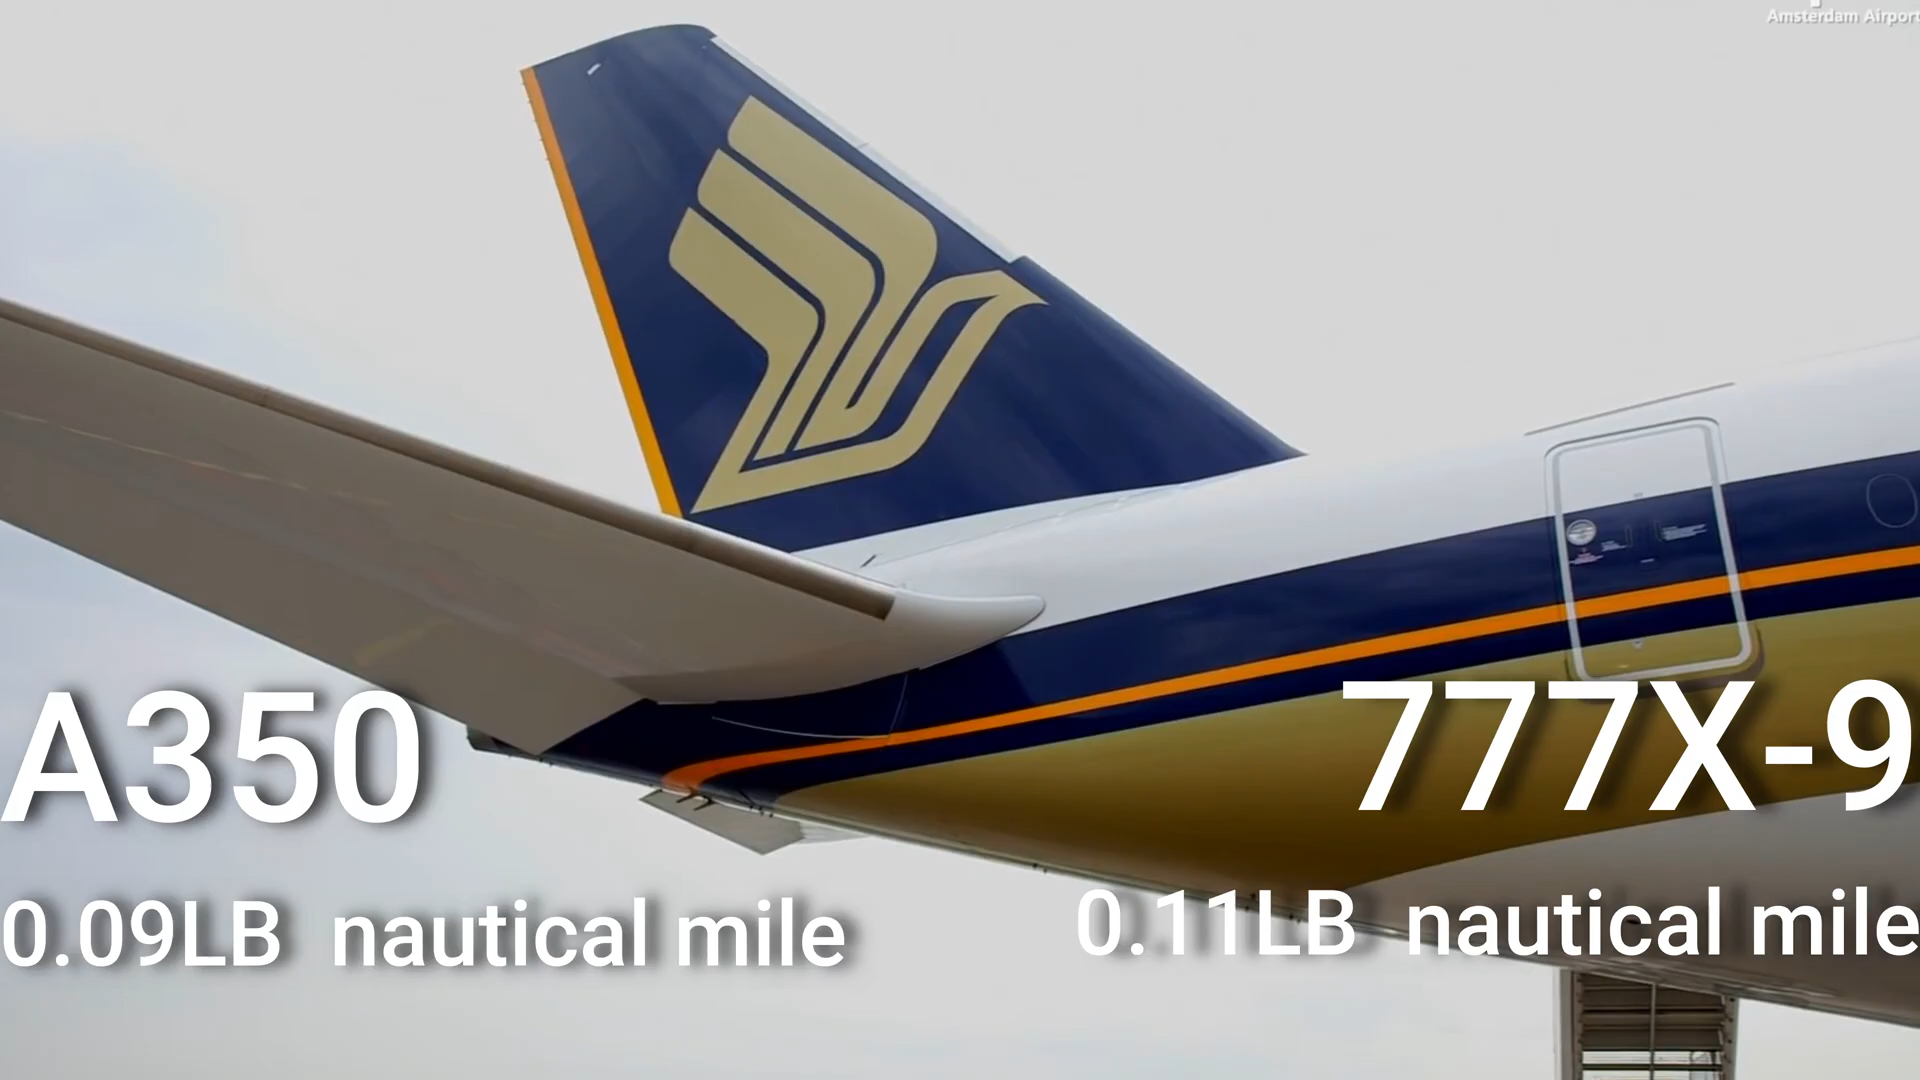 Amsterdam Airport
A350
777X-9
0.09LB nautical mile
0.11LB nautical mile